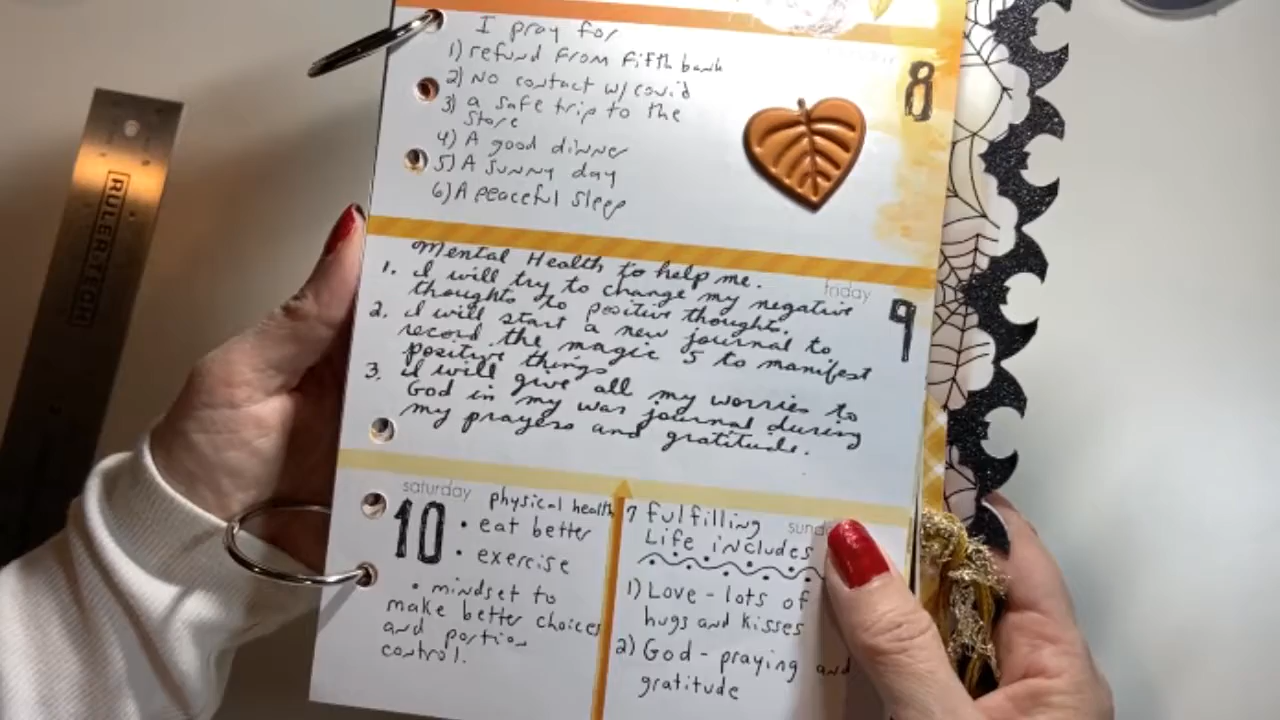 I pray for
1) refund from Fifth bank
2) No contact w/ covid
3) a safe trip to the
store
4) A good dinner
5) A sunny day
6) A peaceful sleep
8
Mental Health to help me.
1. I will try to change my negative
thoughts to positive thoughts.
2. I will start a new journal to
record the magic 5 to manifest
positive things
3. I will give all my worries to
God in my was journal during
my prayers and gratitude.
friday
9
saturday
10
physical health
• eat better
• exercise
• mindset to
make better choices
and portion
control.
fulfilling
Life includes
1) Love - lots of
hugs and kisses
2) God - praying and
gratitude
RULER-TECH